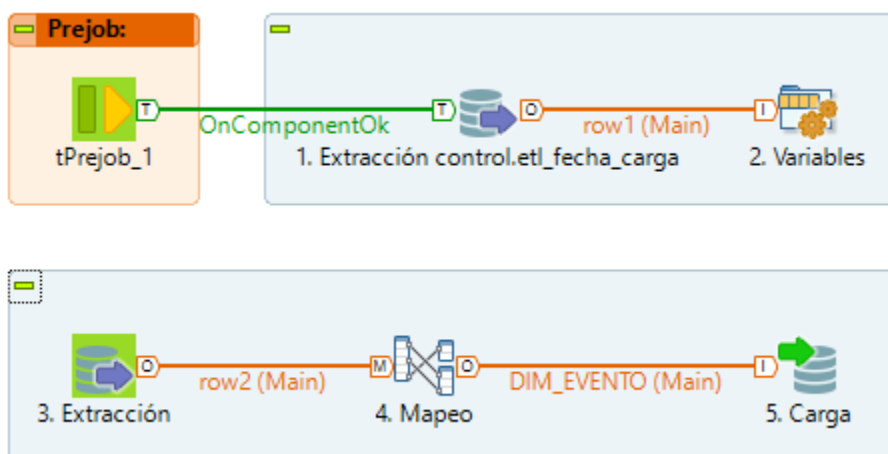 Prejob:
T
T
O
I
OnComponentOk
row1 (Main)
tPrejob_1
1. Extracción control.etl_fecha_carga
2. Variables
O
M
O
I
row2 (Main)
DIM_EVENTO (Main)
3. Extracción
4. Mapeo
5. Carga